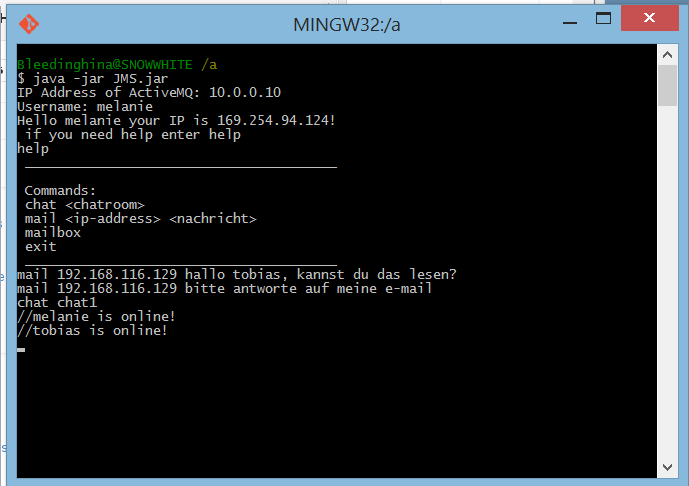 MINGW32:/a
Bleedinghina@SNOWWHITE /a
$ java -jar JMS.jar
IP Address of ActiveMQ: 10.0.0.10
Username: melanie
Hello melanie your IP is 169.254.94.124!
if you need help enter help
help
Commands:
chat <chatroom>
mail <ip-address> <nachricht>
mailbox
exit
mail 192.168.116.129 hallo tobias, kannst du das lesen?
mail 192.168.116.129 bitte antworte auf meine e-mail
chat chat1
//melanie is online!
//tobias is online!